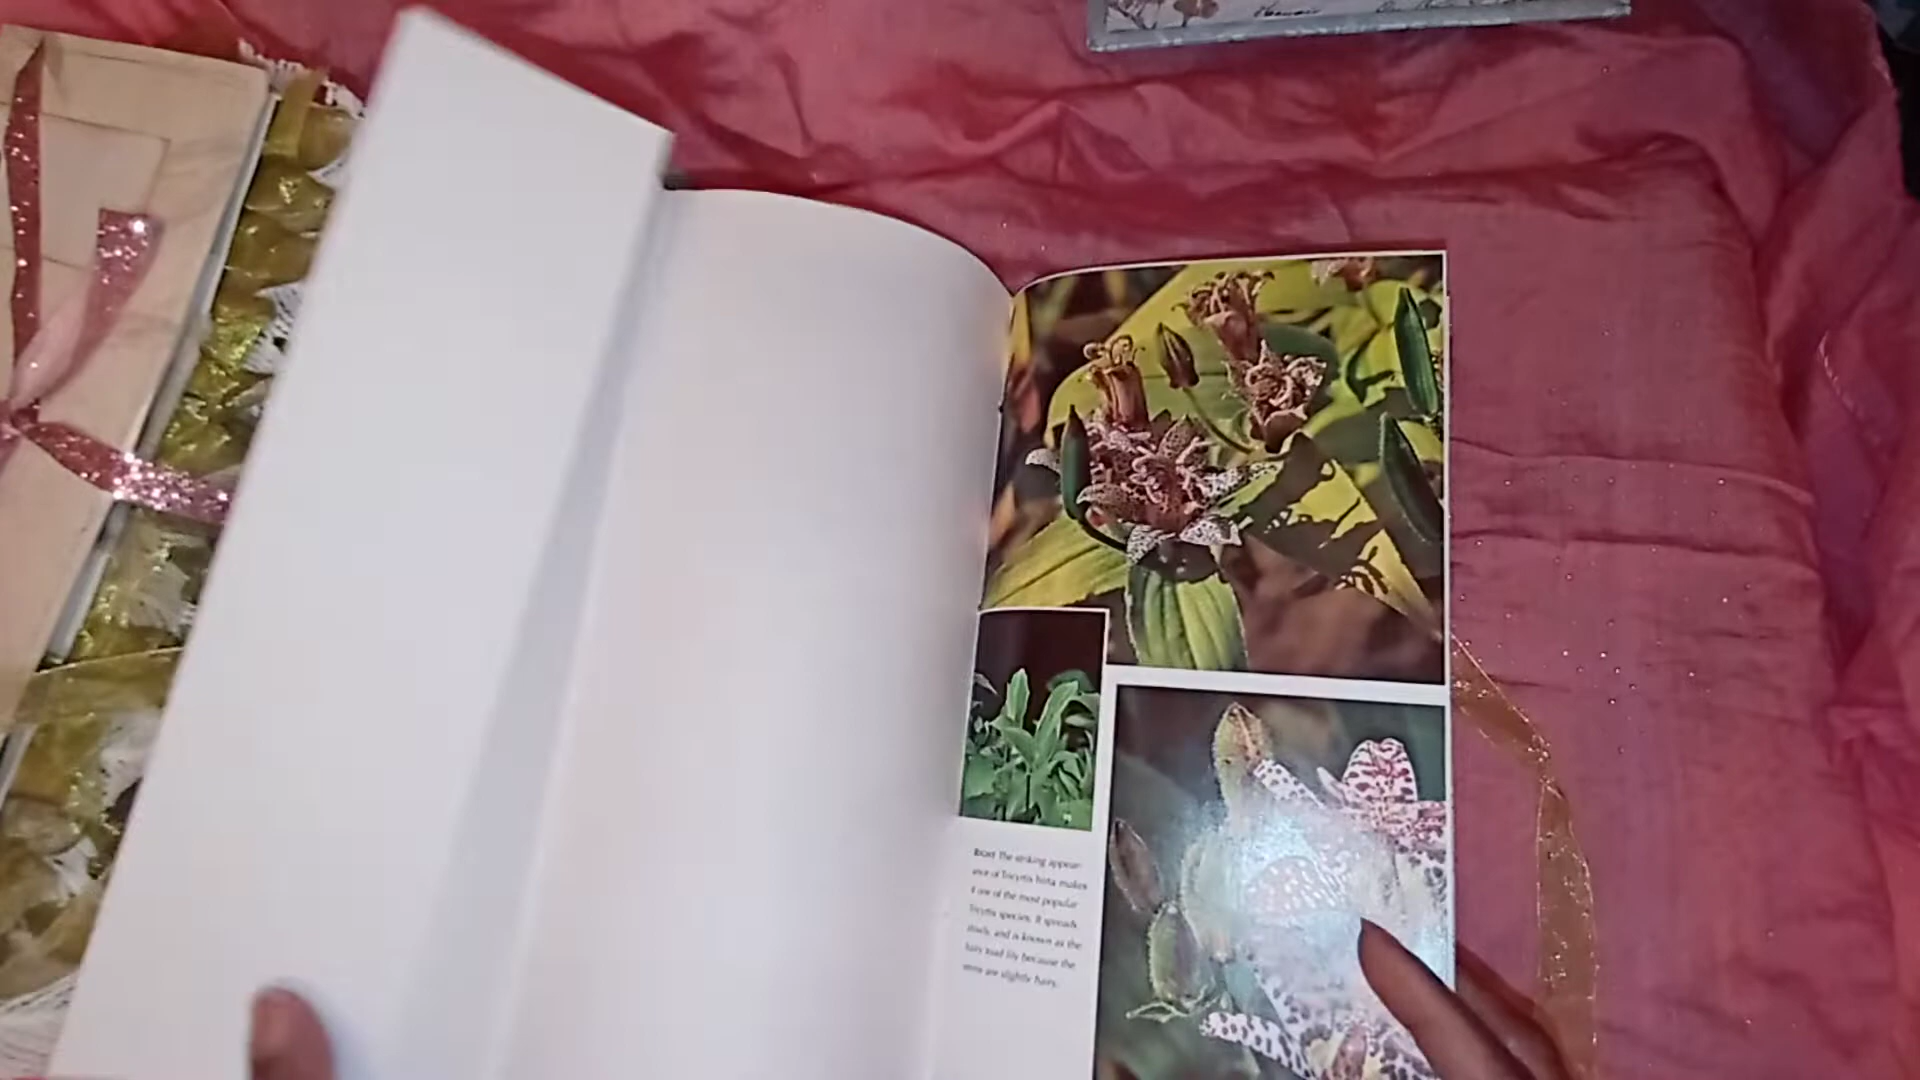 RIGHT The striking appear-
ance of Tricyrtis hirta makes
it one of the most popular
Tricyrtis species. It spreads
and is known as the
hairy toad lily because the
stems are slightly hairy.